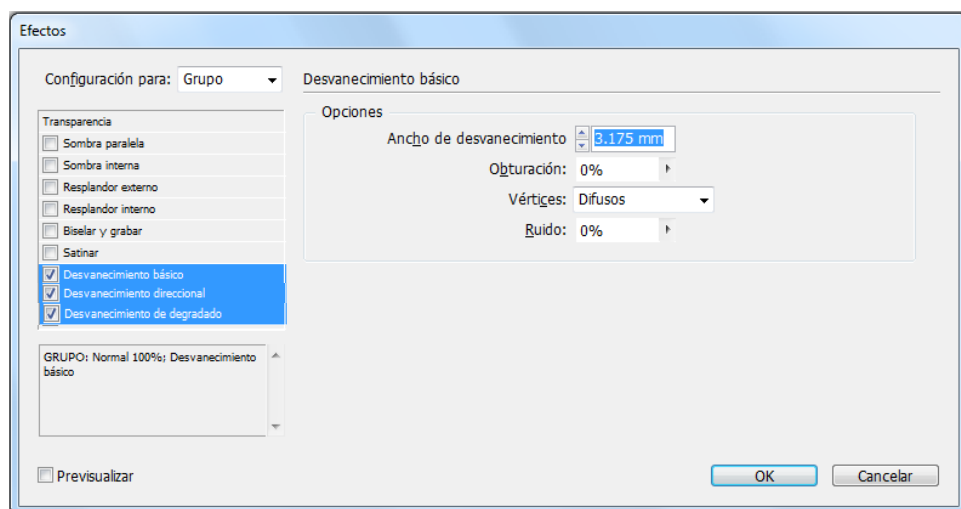 Efectos
Configuración para: Grupo
Desvanecimiento básico
Transparencia
Sombra paralela
Sombra interna
Resplandor externo
Resplandor interno
Biselar y grabar
Satinar
Desvanecimiento básico
Desvanecimiento direccional
Desvanecimiento de degradado
Opciones
Ancho de desvanecimiento 3.175 mm
Obturación: 0%
Vértices: Difusos
Ruido: 0%
GRUPO: Normal 100%; Desvanecimiento
básico
Previsualizar
OK
Cancelar